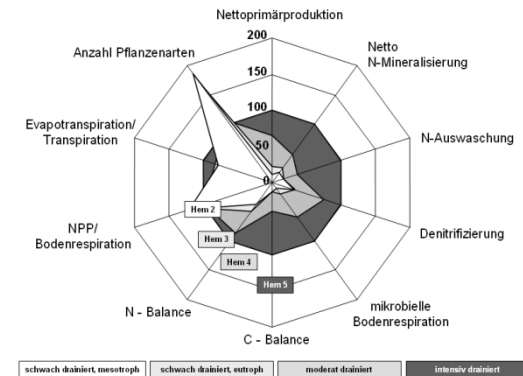 Nettoprimärproduktion
200
Netto
N-Mineralisierung
Anzahl Pflanzenarten
150
100
Evapotranspiration/
Transpiration
N-Auswaschung
50
0
Hem 2
NPP/
Bodenrespiration
Denitrifizierung
Hem 3
Hem 4
Hem 5
N - Balance
mikrobielle
Bodenrespiration
C - Balance
schwach drainiert, mesotroph
schwach drainiert, eutroph
moderat drainiert
intensiv drainiert